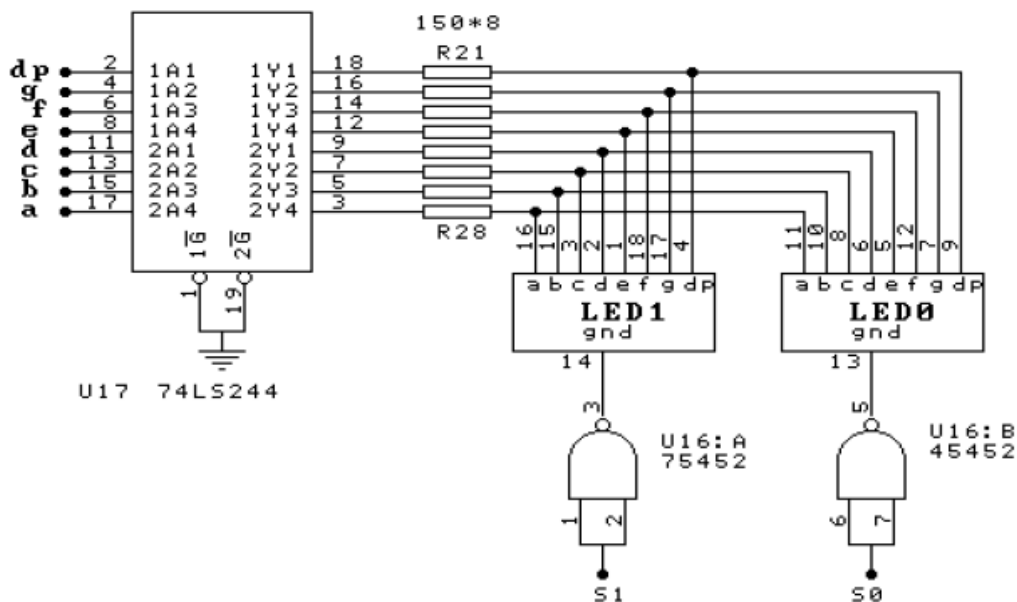 150*8
R21
dp 2 1A1 1Y1 18
g 4 1A2 1Y2 16
f 6 1A3 1Y3 14
e 8 1A4 1Y4 12
d 11 2A1 2Y1 9
c 13 2A2 2Y2 7
b 15 2A3 2Y3 5
a 17 2A4 2Y4 3
R28
1G 2G
1 19
U17 74LS244
16 15 3 2 1 18 17 4
a b c d e f g dp
LED1
gnd
14
3
U16:A
75452
1 2
S1
11 10 8 6 5 12 7 9
a b c d e f g dp
LED0
gnd
13
5
U16:B
45452
6 7
S0